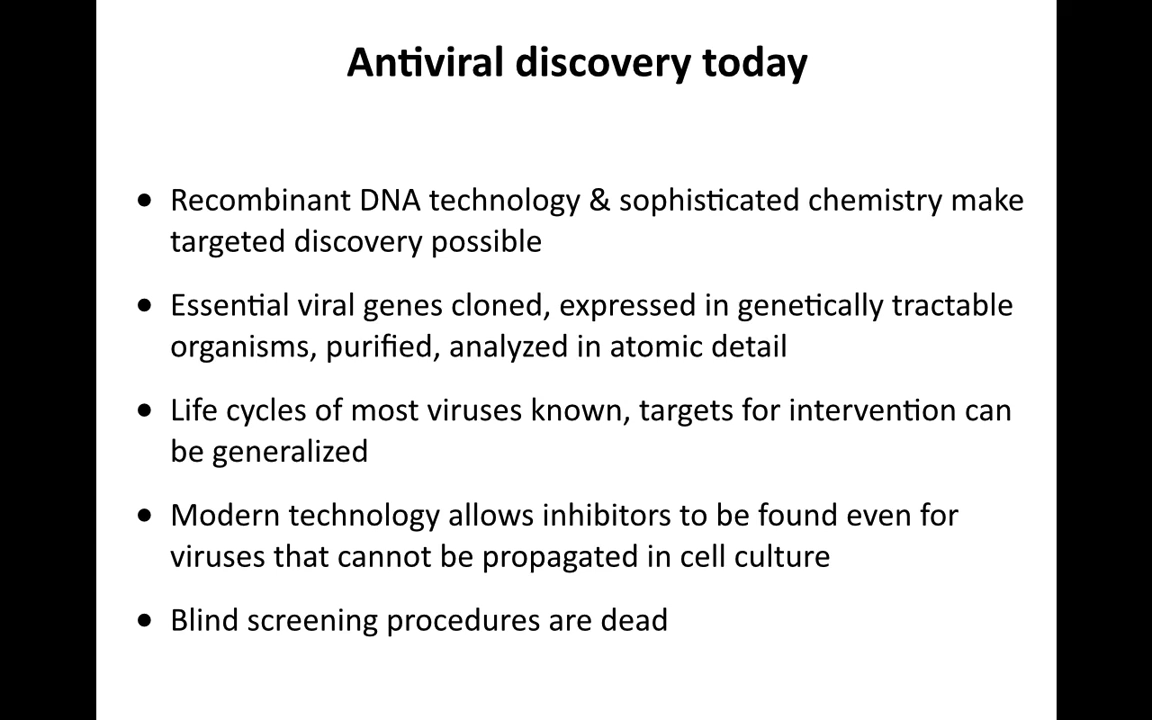 Antiviral discovery today
• Recombinant DNA technology & sophisticated chemistry make
targeted discovery possible
• Essential viral genes cloned, expressed in genetically tractable
organisms, purified, analyzed in atomic detail
• Life cycles of most viruses known, targets for intervention can
be generalized
• Modern technology allows inhibitors to be found even for
viruses that cannot be propagated in cell culture
• Blind screening procedures are dead